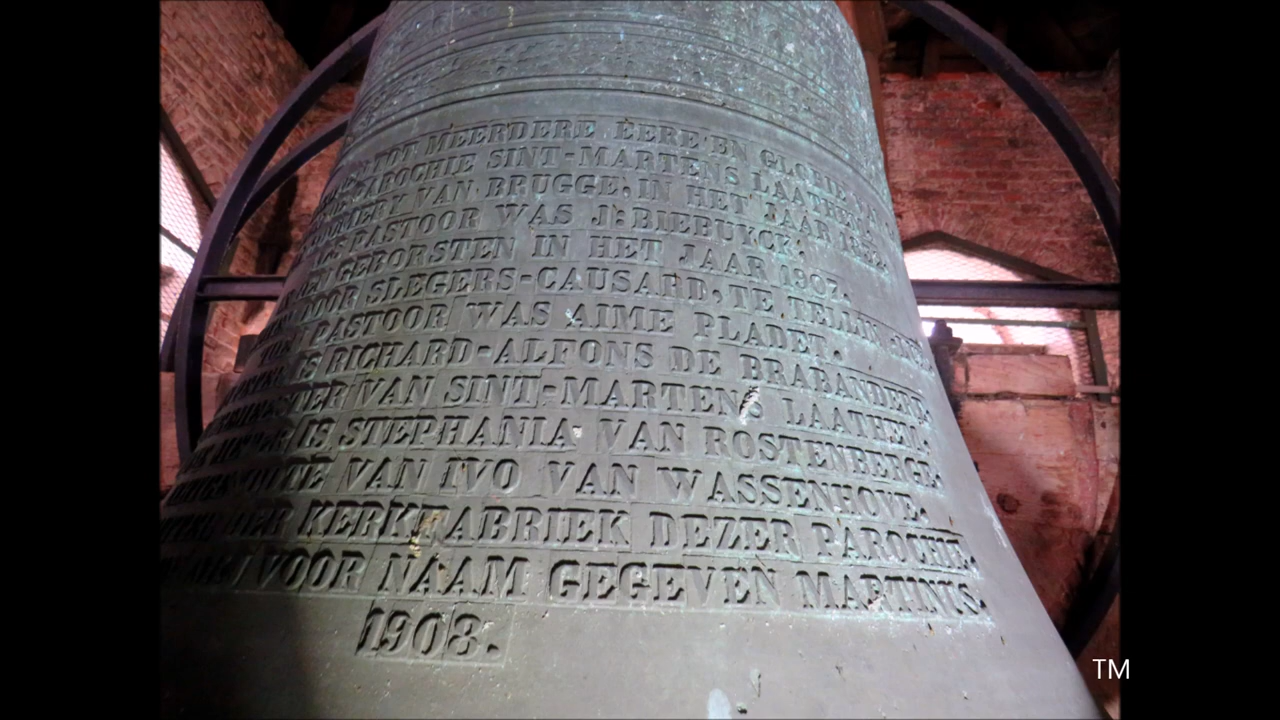 TOT MEERDERE EERE EN GLORIE
PAROCHIE SINT-MARTENS LAATHEM
VAN BRUGGE, IN HET JAAR
PASTOOR WAS J: BIEBUYCK:
GEBORSTEN IN HET JAAR 1907.
DOOR SLEGERS-CAUSARD, TE TELLIN
PASTOOR WAS AIME PLADET.
IS RICHARD-ALFONS DE BRABANDERE.
VAN SINT-MARTENS LAATHEM.
IS STEPHANIA VAN ROSTENBERGE.
VAN IVO VAN WASSENHOVE.
DER KERKFABRIEK DEZER PAROCHIE.
VOOR NAAM GEGEVEN MARTINUS.
1908.
TM